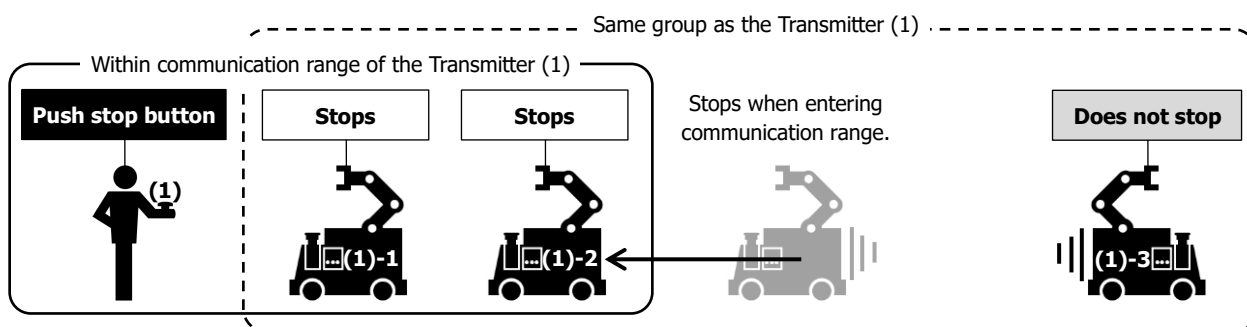 Same group as the Transmitter (1)
Within communication range of the Transmitter (1)
Push stop button
Stops
Stops
Stops when entering
communication range.
Does not stop
(1)
...(1)-1
...(1)-2
...
(1)-3...